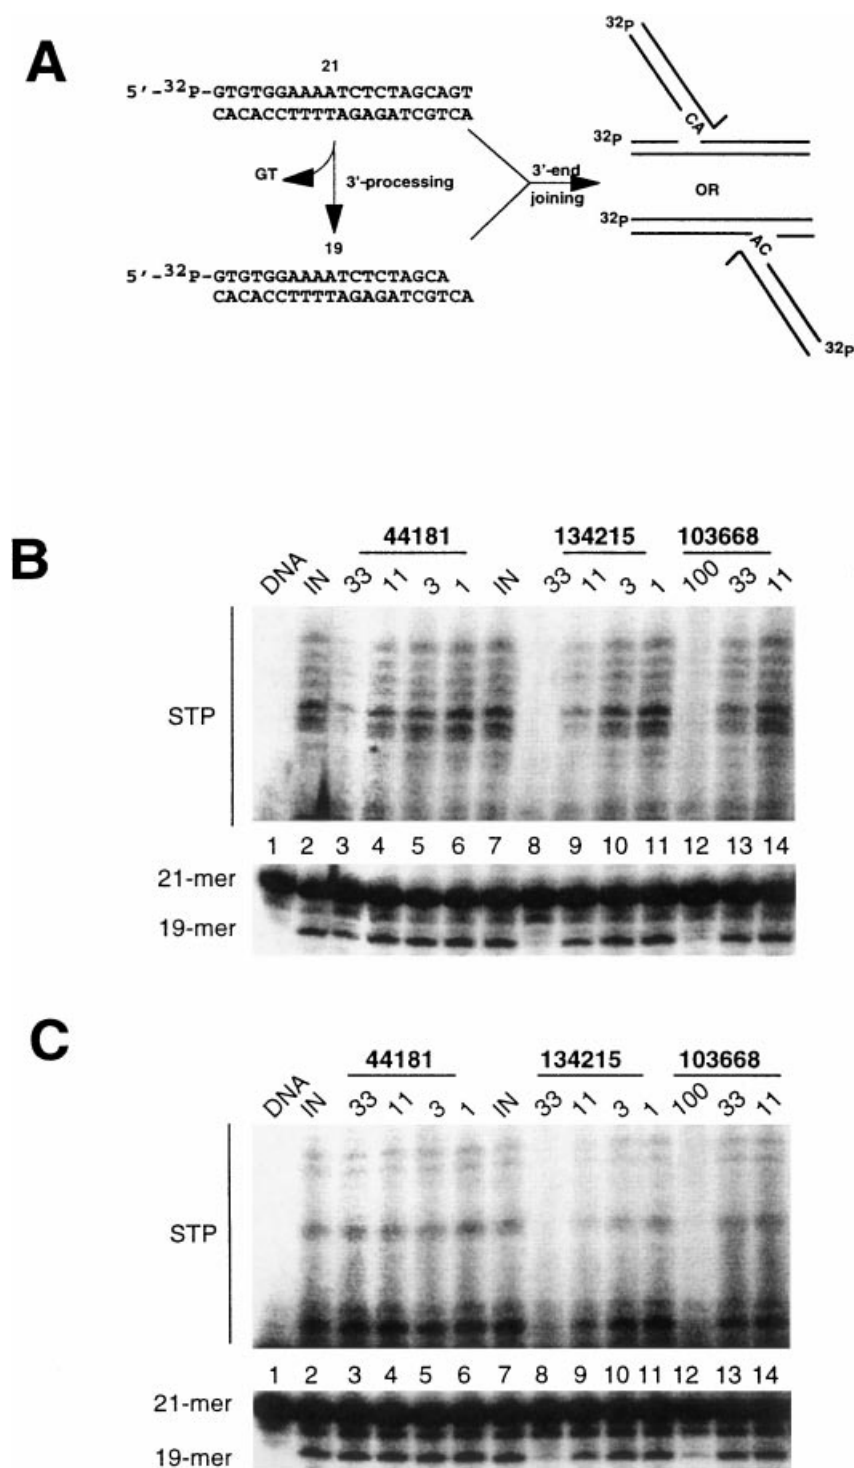 A
21
5'-32P-GTGTGGAAAATCTCTAGCAGT
CACACCTTTTAGAGATCGTCA
GT
3'-processing
19
5'-32P-GTGTGGAAAATCTCTAGCA
CACACCTTTTAGAGATCGTCA
3'-end
joining
32P
CA
32P
OR
32P
AC
32P
B
44181 134215 103668
DNA IN 33 11 3 1 IN 33 11 3 1 100 33 11
STP
1 2 3 4 5 6 7 8 9 10 11 12 13 14
21-mer
19-mer
C
44181 134215 103668
DNA IN 33 11 3 1 IN 33 11 3 1 100 33 11
STP
1 2 3 4 5 6 7 8 9 10 11 12 13 14
21-mer
19-mer